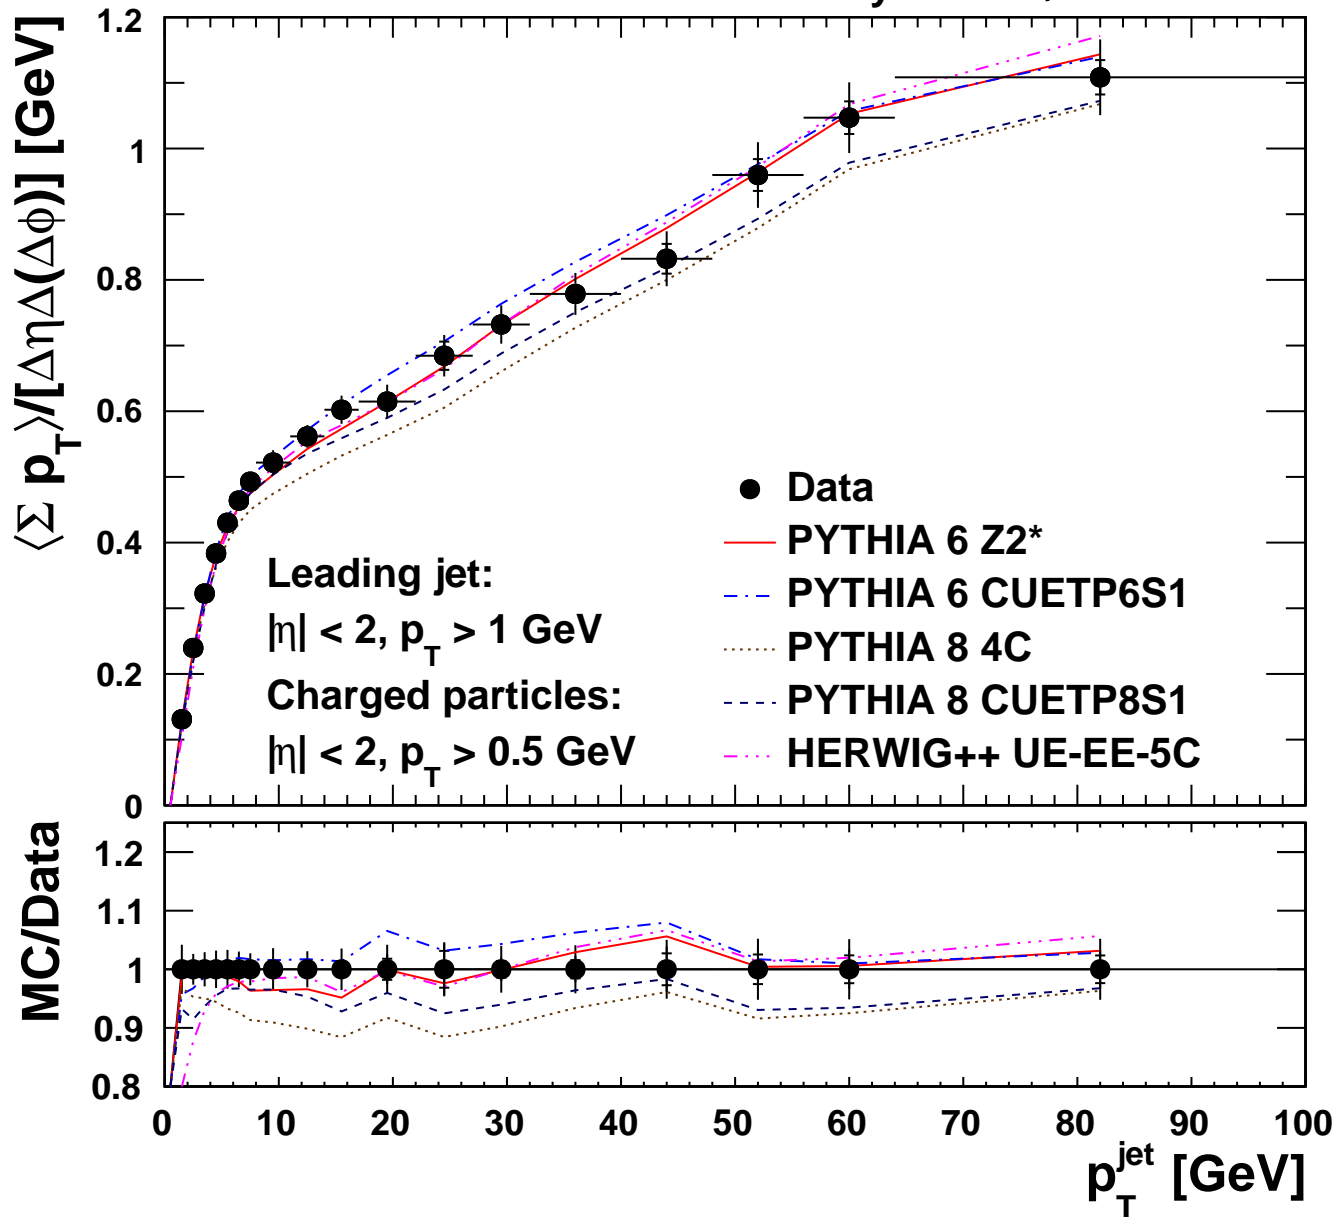 1.2
1
0.8
0.6
0.4
0.2
0
⟨Σ p_T⟩/[ΔηΔ(Δϕ)] [GeV]
Data
PYTHIA 6 Z2*
PYTHIA 6 CUETP6S1
PYTHIA 8 4C
PYTHIA 8 CUETP8S1
HERWIG++ UE-EE-5C
Leading jet:
|η| < 2, p_T > 1 GeV
Charged particles:
|η| < 2, p_T > 0.5 GeV
MC/Data
1.2
1.1
1
0.9
0.8
0 10 20 30 40 50 60 70 80 90 100
p_T^jet [GeV]